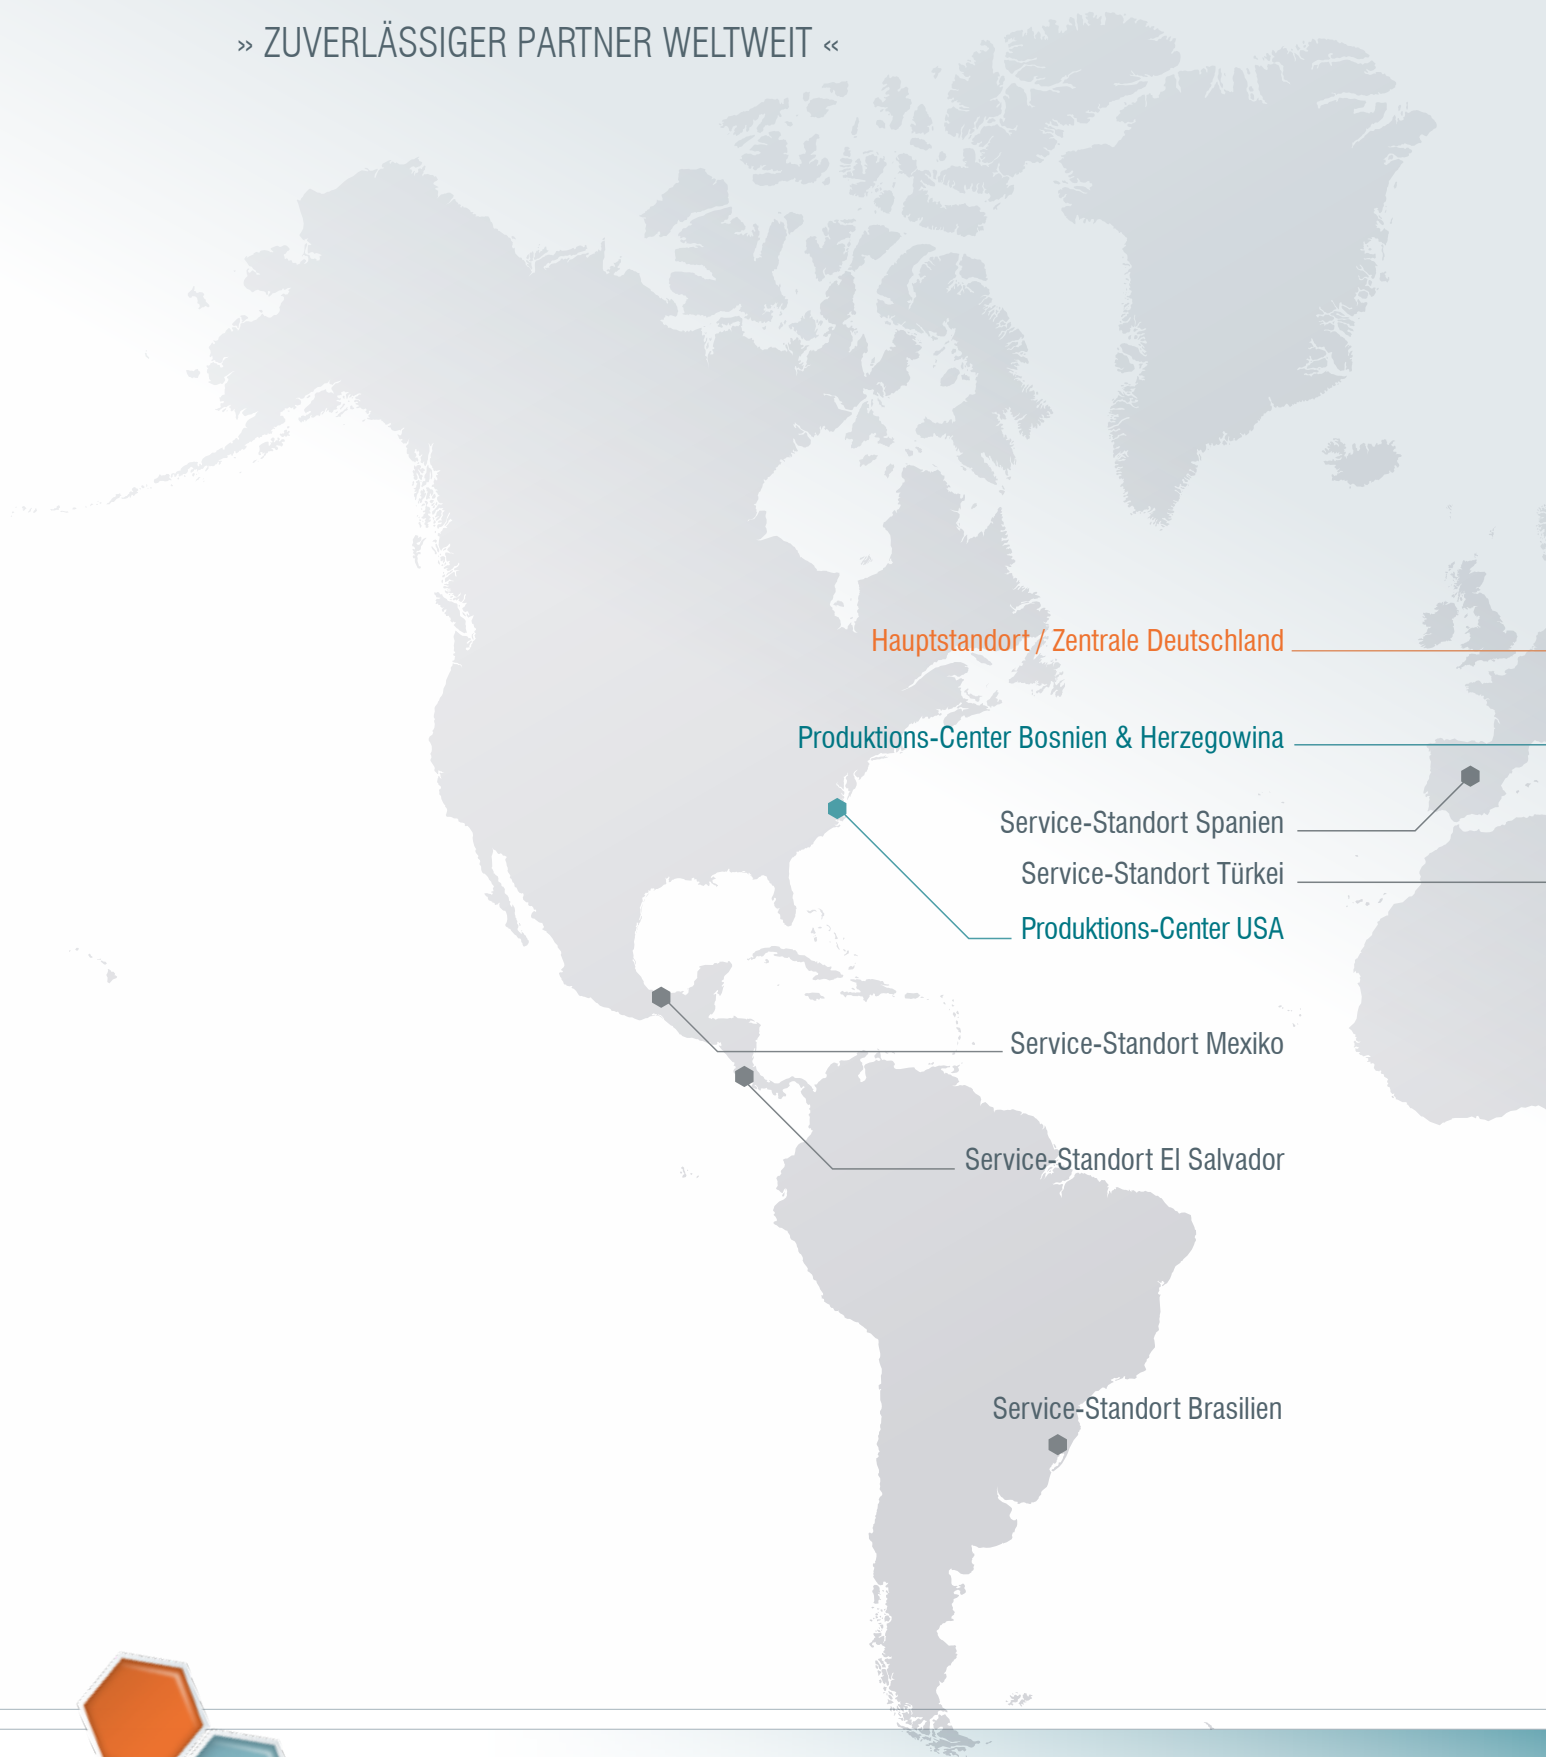 » ZUVERLÄSSIGER PARTNER WELTWEIT «
Hauptstandort / Zentrale Deutschland
Produktions-Center Bosnien & Herzegowina
Service-Standort Spanien
Service-Standort Türkei
Produktions-Center USA
Service-Standort Mexiko
Service-Standort El Salvador
Service-Standort Brasilien